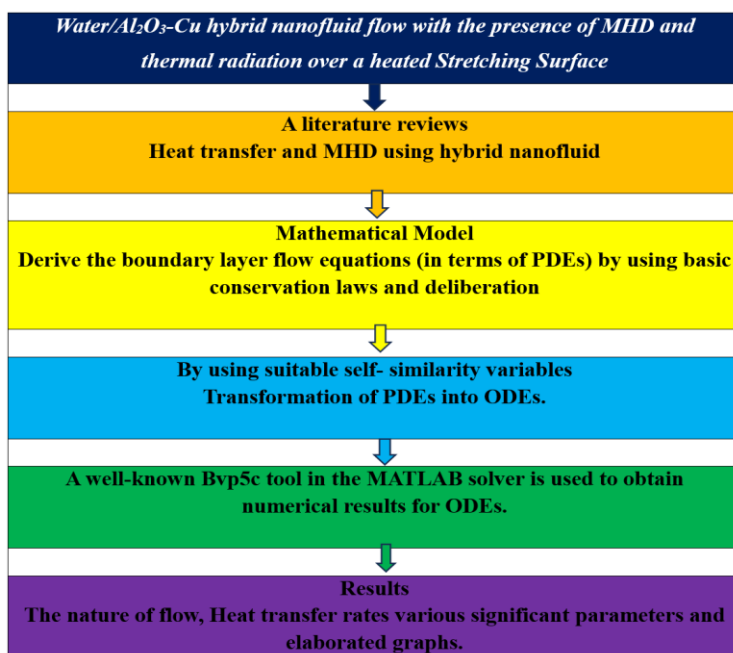 Water/Al₂O₃-Cu hybrid nanofluid flow with the presence of MHD and
thermal radiation over a heated Stretching Surface
A literature reviews
Heat transfer and MHD using hybrid nanofluid
Mathematical Model
Derive the boundary layer flow equations (in terms of PDEs) by using basic
conservation laws and deliberation
By using suitable self- similarity variables
Transformation of PDEs into ODEs.
A well-known Bvp5c tool in the MATLAB solver is used to obtain
numerical results for ODEs.
Results
The nature of flow, Heat transfer rates various significant parameters and
elaborated graphs.